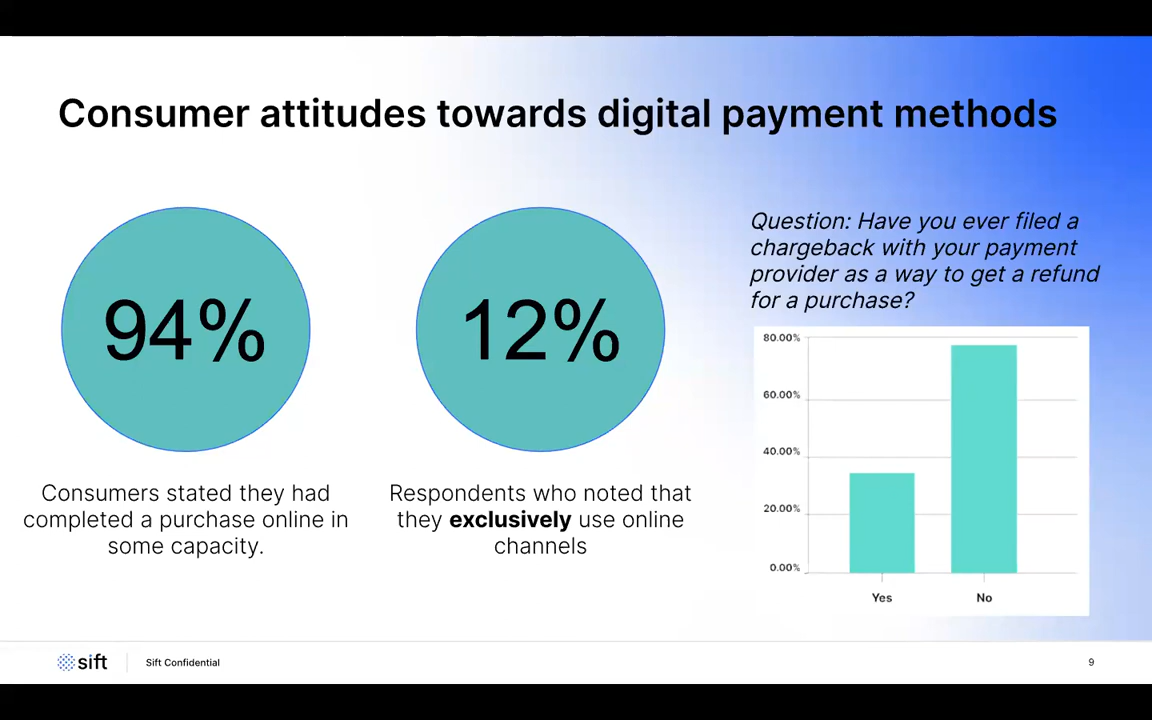 Consumer attitudes towards digital payment methods
94%
Consumers stated they had
completed a purchase online in
some capacity.
12%
Respondents who noted that
they exclusively use online
channels
Question: Have you ever filed a
chargeback with your payment
provider as a way to get a refund
for a purchase?
80.00%
60.00%
40.00%
20.00%
0.00%
Yes
No
sift
Sift Confidential
9